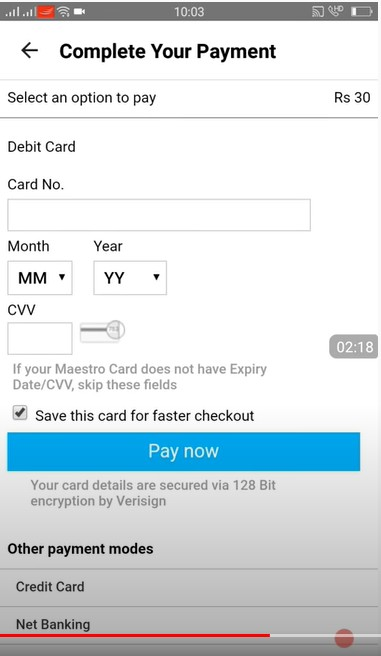 10:03
HD
Complete Your Payment
Select an option to pay Rs 30
Debit Card
Card No.
Month Year
MM YY
CVV
02:18
If your Maestro Card does not have Expiry
Date/CVV, skip these fields
Save this card for faster checkout
Pay now
Your card details are secured via 128 Bit
encryption by Verisign
Other payment modes
Credit Card
Net Banking